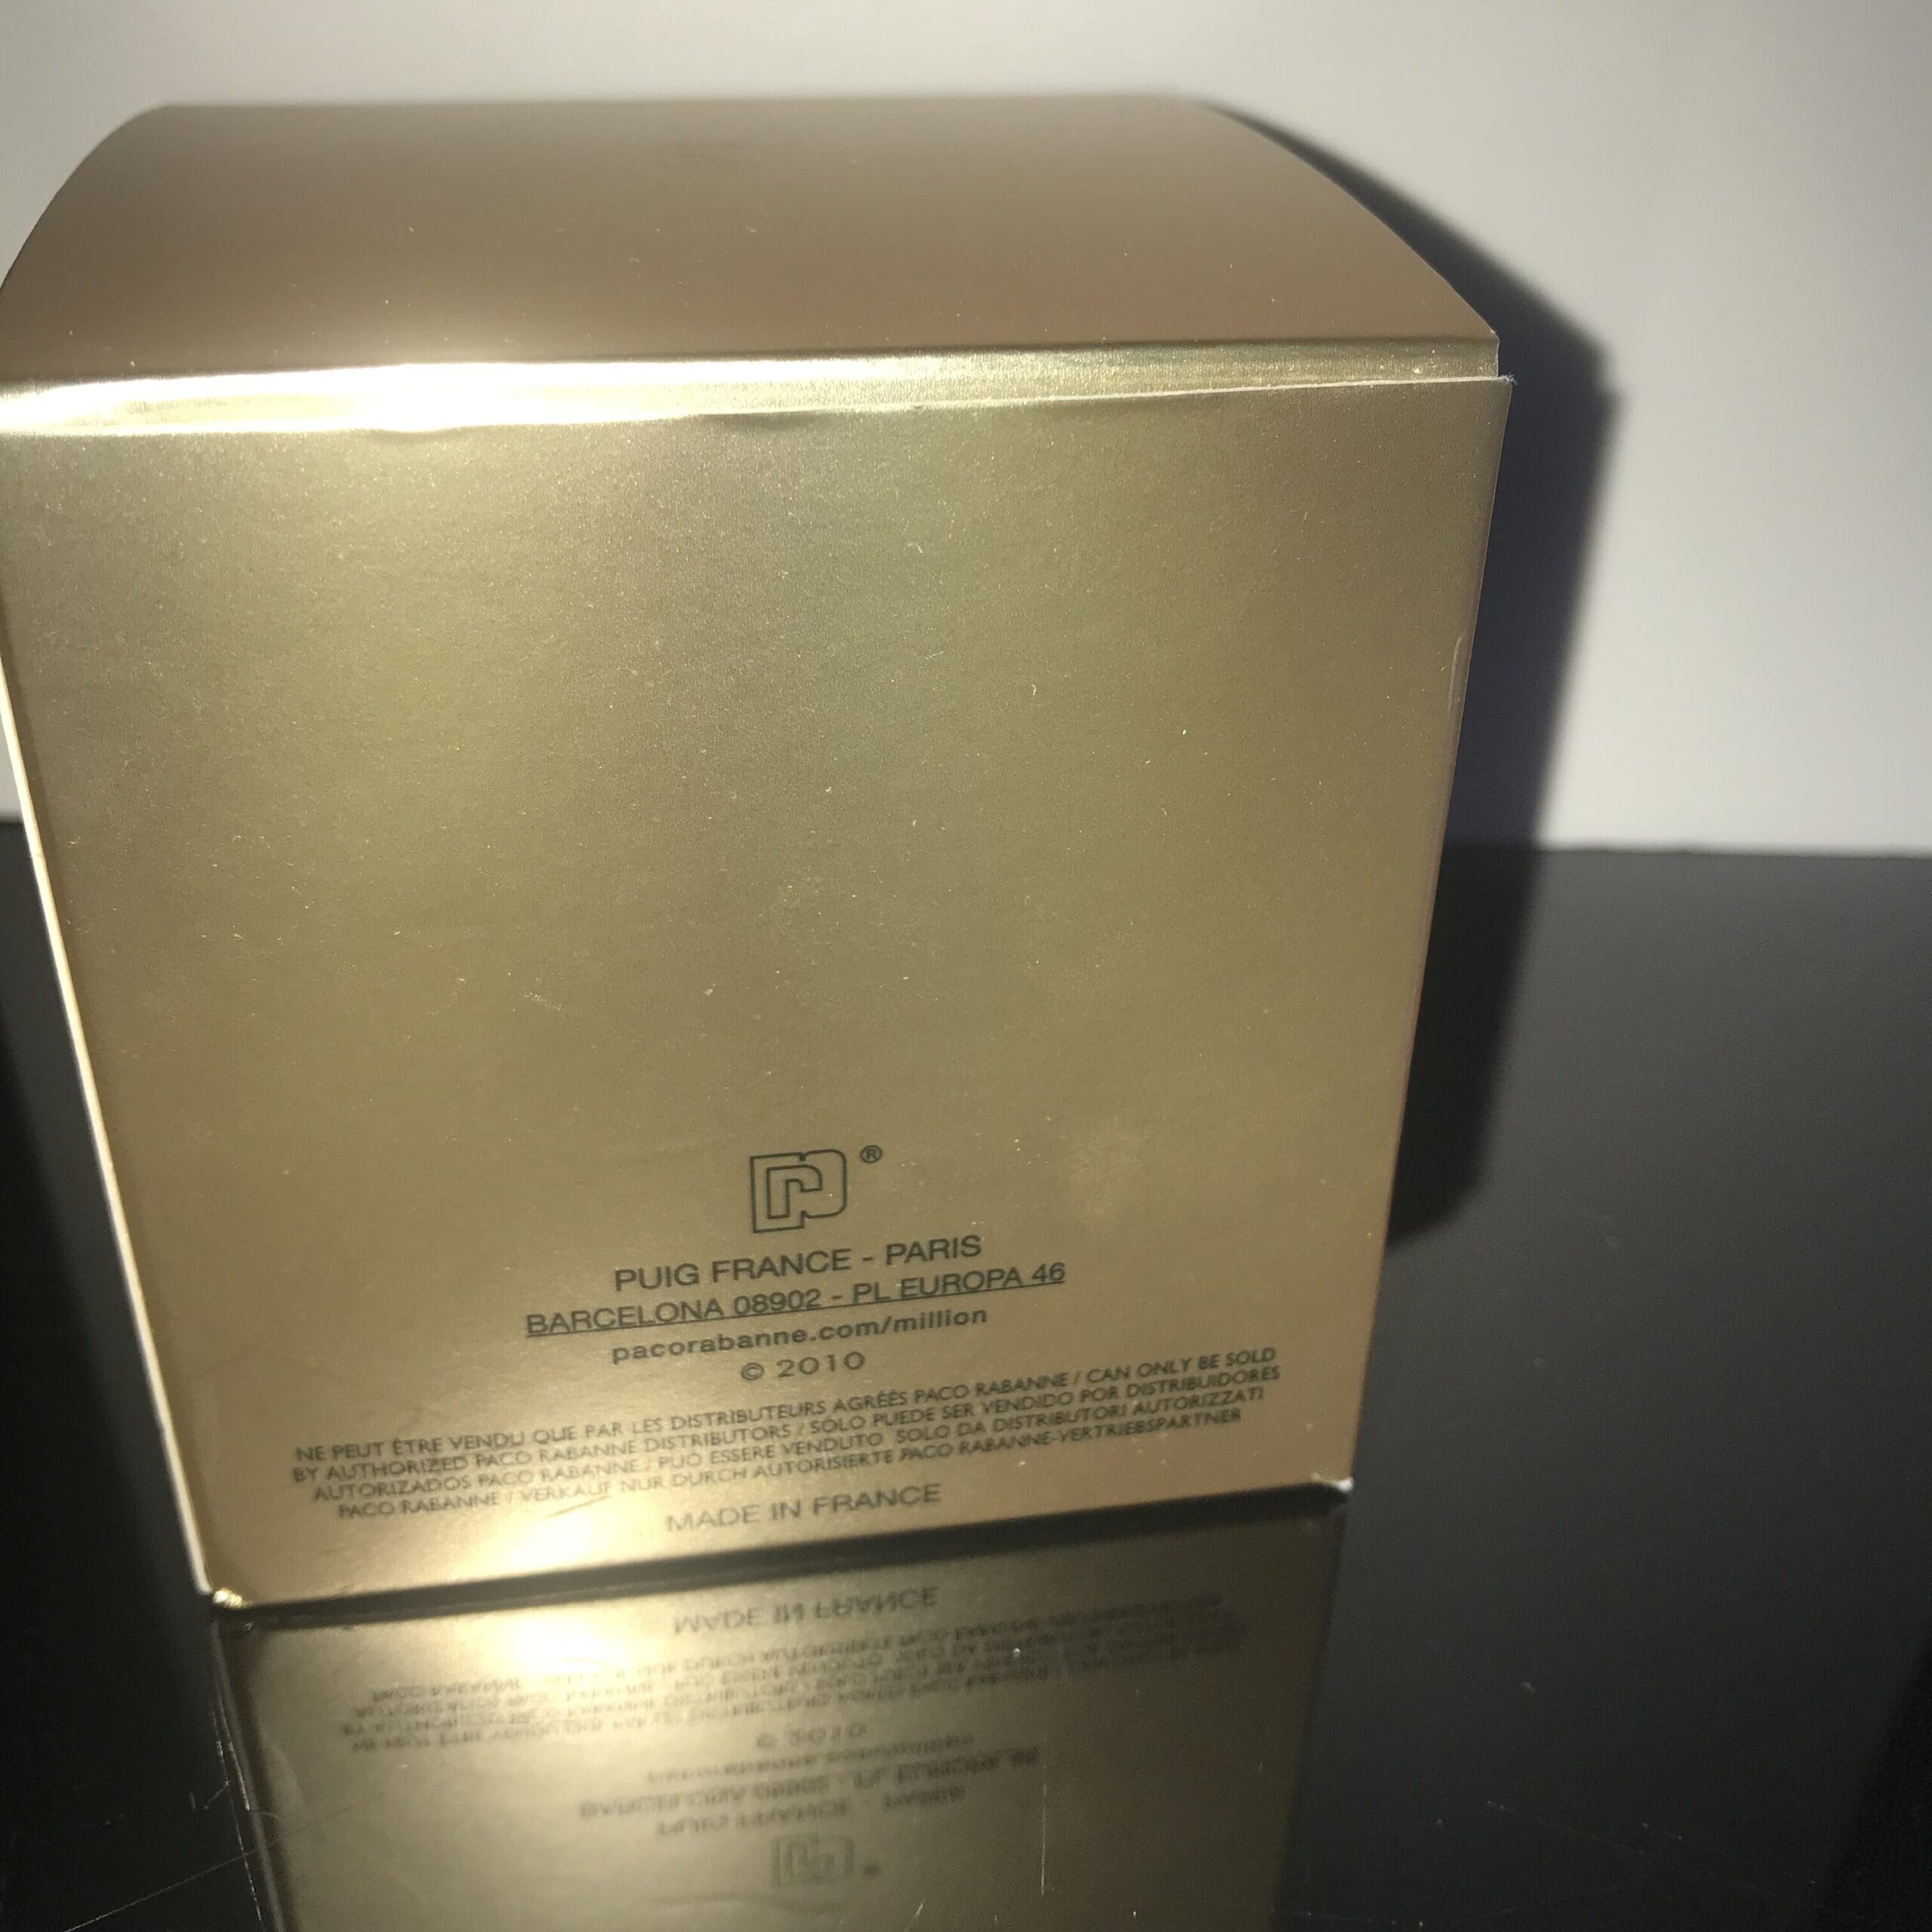 pr ®
PUIG FRANCE - PARIS
BARCELONA 08902 - PL EUROPA 46
pacorabanne.com/million
© 2010
NE PEUT ÊTRE VENDU QUE PAR LES DISTRIBUTEURS AGRÉÉS PACO RABANNE / CAN ONLY BE SOLD
BY AUTHORIZED PACO RABANNE DISTRIBUTORS / SÓLO PUEDE SER VENDIDO POR DISTRIBUIDORES
AUTORIZADOS PACO RABANNE / PUÒ ESSERE VENDUTO SOLO DA DISTRIBUTORI AUTORIZZATI
PACO RABANNE / VERKAUF NUR DURCH AUTORISIERTE PACO RABANNE-VERTRIEBSPARTNER
MADE IN FRANCE